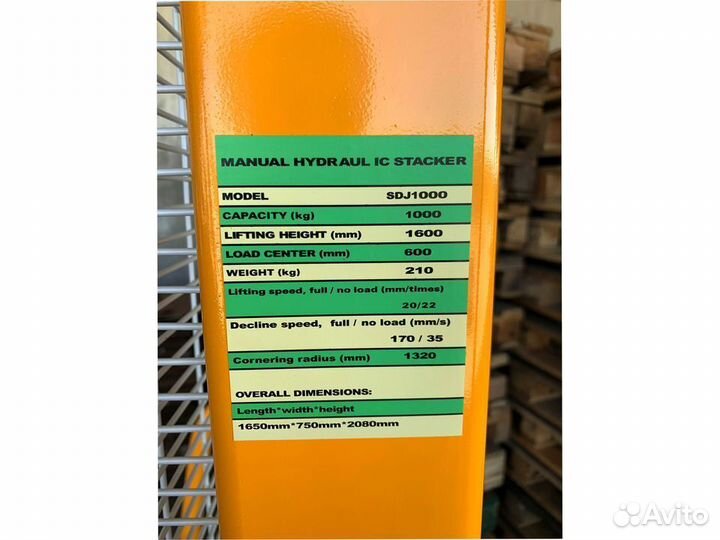 MANUAL HYDRAUL IC STACKER
MODEL SDJ1000
CAPACITY (kg) 1000
LIFTING HEIGHT (mm) 1600
LOAD CENTER (mm) 600
WEIGHT (kg) 210
Lifting speed, full / no load (mm/times)
20/22
Decline speed, full / no load (mm/s)
170 / 35
Cornering radius (mm) 1320
OVERALL DIMENSIONS:
Length*width*height
1650mm*750mm*2080mm
Avito